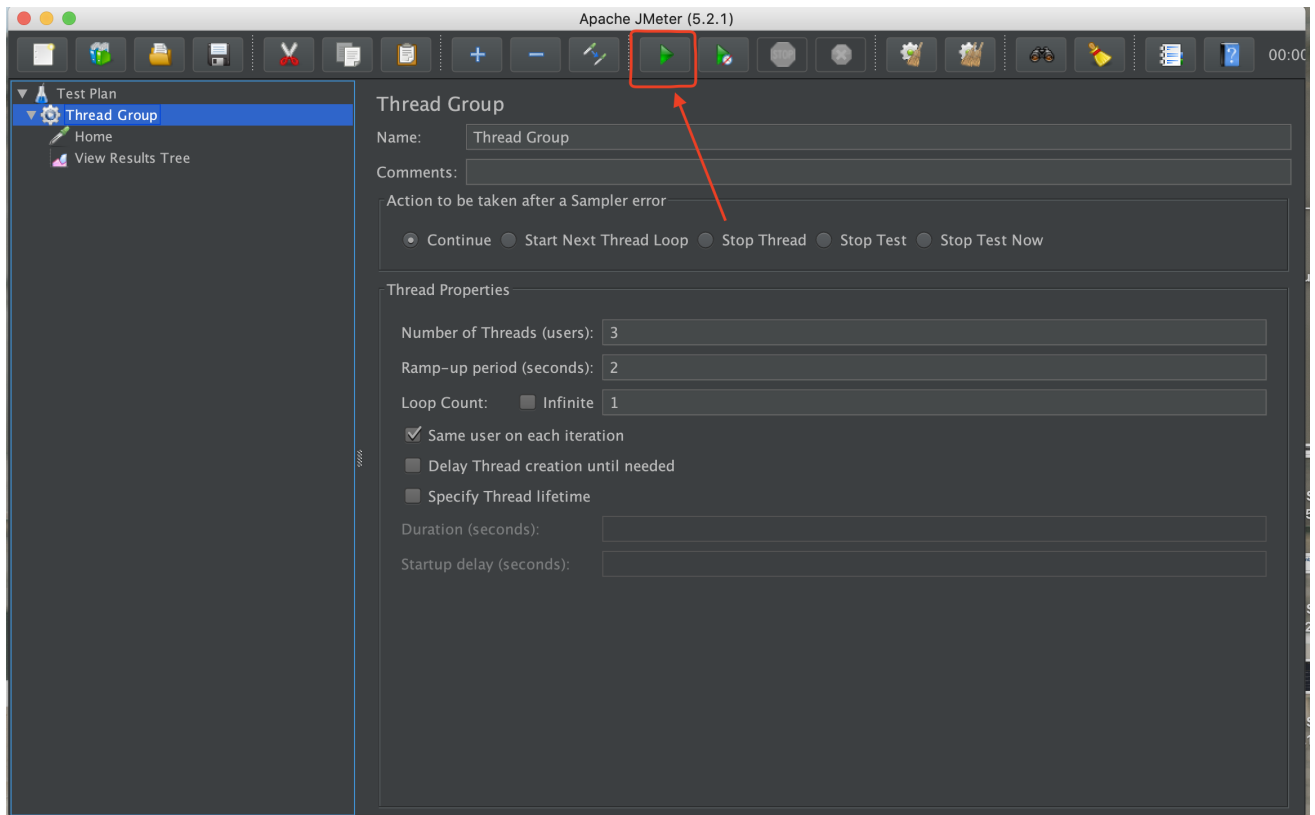 Apache JMeter (5.2.1)
STOP
00:00
Test Plan
Thread Group
Home
View Results Tree
Thread Group
Name: Thread Group
Comments:
Action to be taken after a Sampler error
Continue Start Next Thread Loop Stop Thread Stop Test Stop Test Now
Thread Properties
Number of Threads (users): 3
Ramp-up period (seconds): 2
Loop Count: Infinite 1
Same user on each iteration
Delay Thread creation until needed
Specify Thread lifetime
Duration (seconds):
Startup delay (seconds):